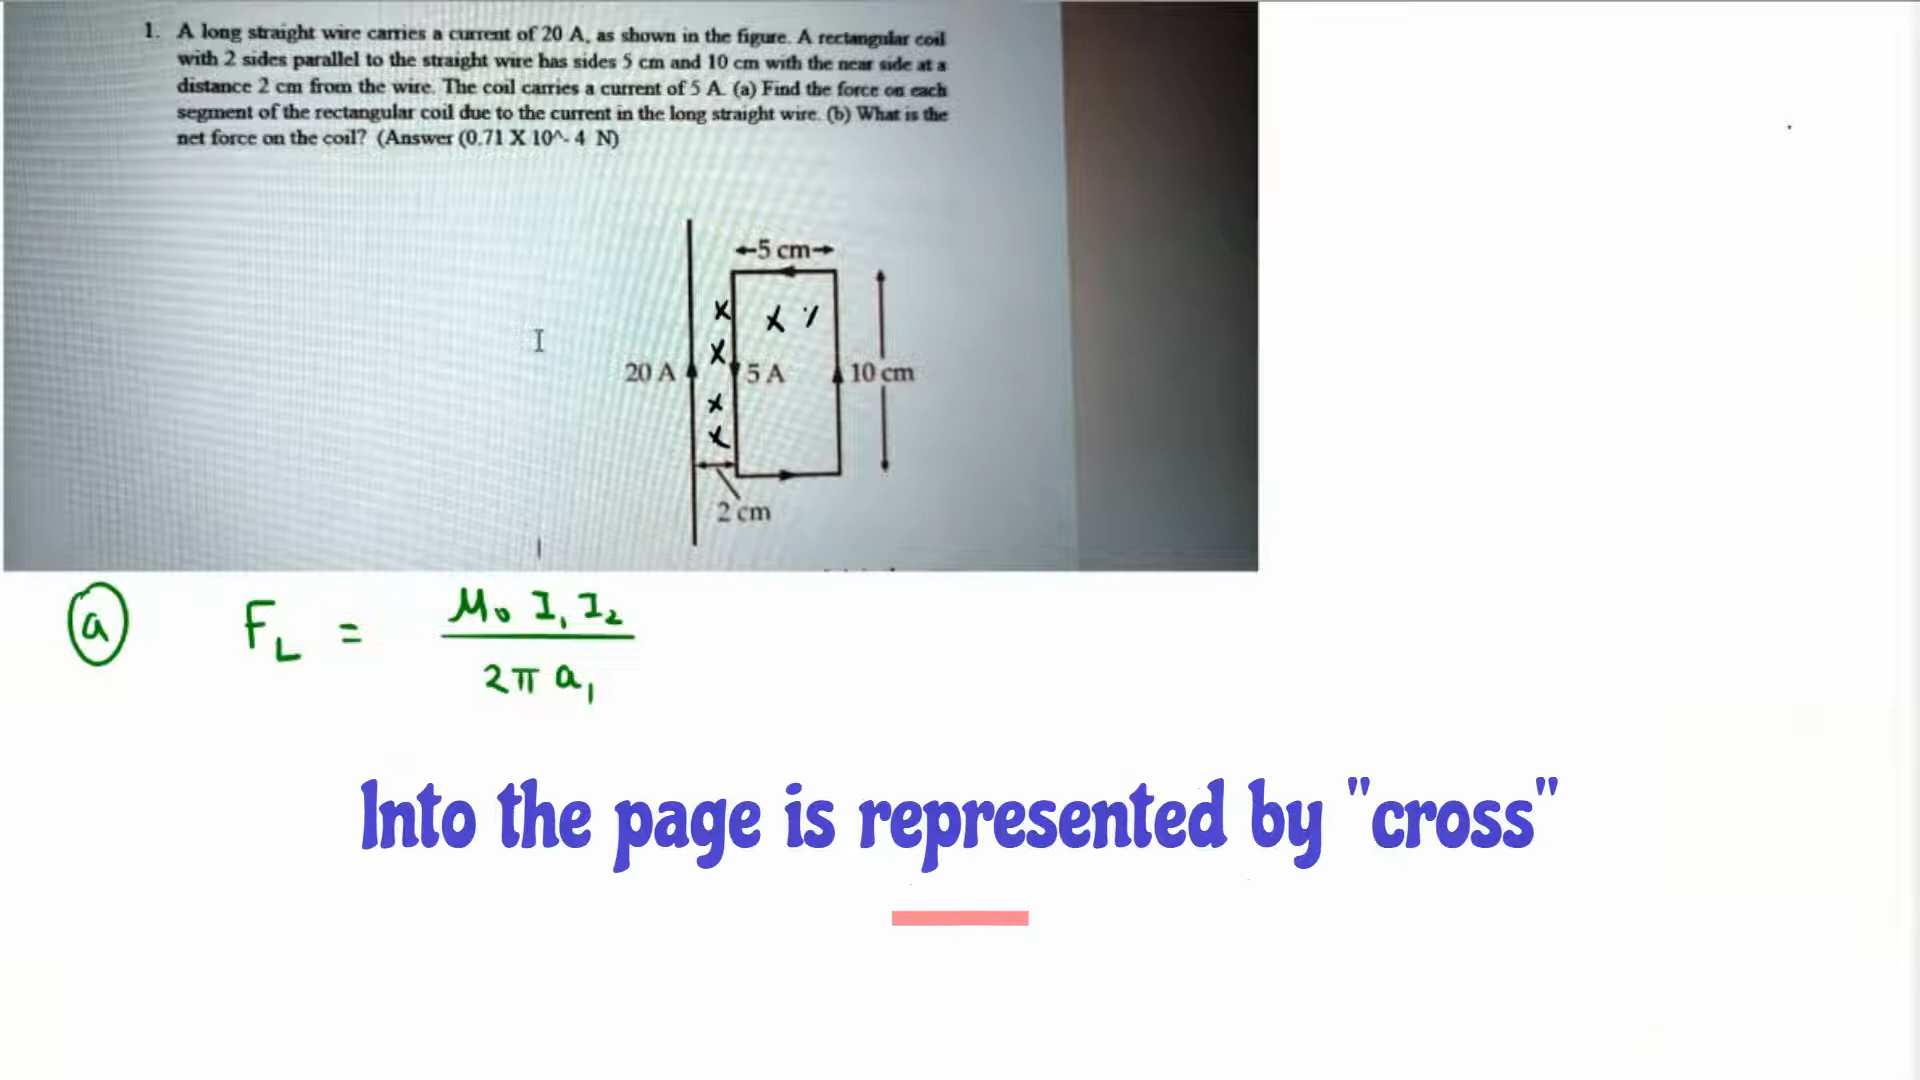 1. A long straight wire carries a current of 20 A, as shown in the figure. A rectangular coil
with 2 sides parallel to the straight wire has sides 5 cm and 10 cm with the near side at a
distance 2 cm from the wire. The coil carries a current of 5 A. (a) Find the force on each
segment of the rectangular coil due to the current in the long straight wire. (b) What is the
net force on the coil? (Answer (0.71 X 10^- 4 N)
5 cm
x
x x
x
20 A
5 A
10 cm
x
x
2 cm
a
F_L = μ₀ I₁ I₂
2π a₁
Into the page is represented by "cross"